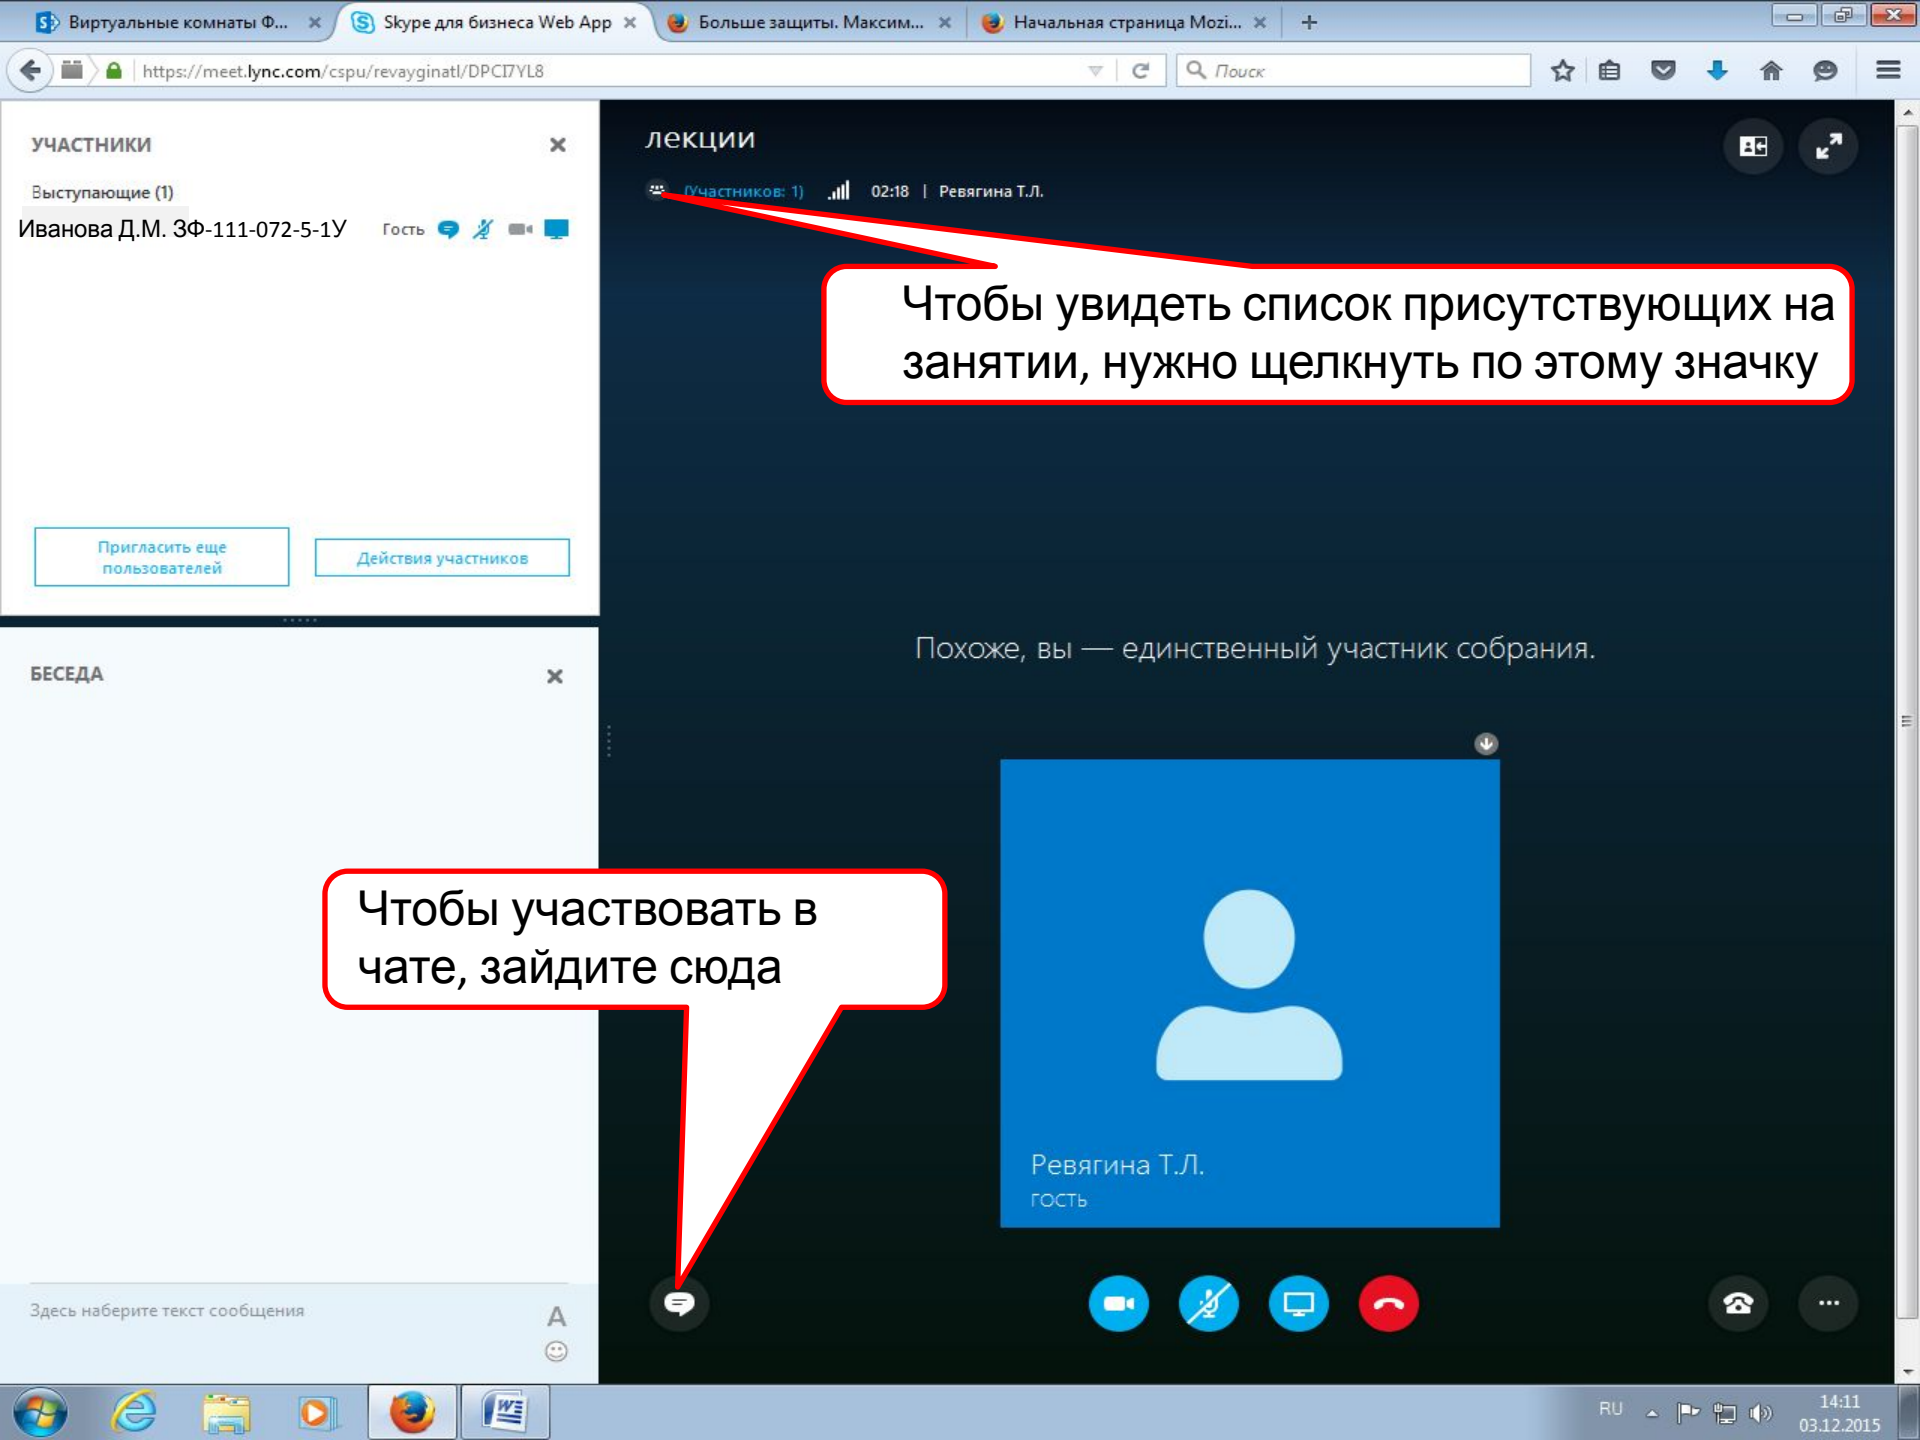 Виртуальные комнаты Ф...
Skype для бизнеса Web App
Больше защиты. Максим...
Начальная страница Mozi...
https://meet.lync.com/cspu/revayginatl/DPCI7YL8
Поиск
УЧАСТНИКИ
Выступающие (1)
Иванова Д.М. ЗФ-111-072-5-1У
Гость
Пригласить еще
пользователей
Действия участников
лекции
(Участников: 1) 02:18 | Ревягина Т.Л.
Чтобы увидеть список присутствующих на
занятии, нужно щелкнуть по этому значку
Похоже, вы — единственный участник собрания.
БЕСЕДА
Чтобы участвовать в
чате, зайдите сюда
Ревягина Т.Л.
гость
Здесь наберите текст сообщения
A
RU
14:11
03.12.2015